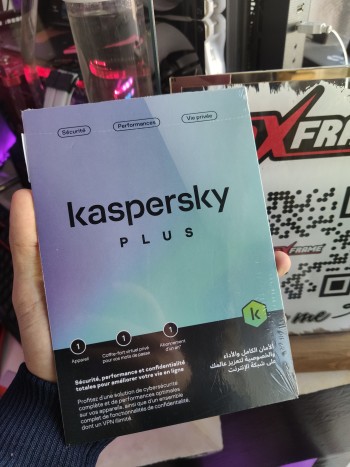 Sécurité
Performances
Vie privée
kaspersky
PLUS
1
Appareil
1
Coffre-fort virtuel privé
pour vos mots de passe
1
Abonnement
d'un an*
Sécurité, performance et confidentialité
totales pour améliorer votre vie en ligne
Profitez d'une solution de cybersécurité
complète et de performances optimales
sur vos appareils, ainsi que d'un ensemble
complet de fonctionnalités de confidentialité,
dont un VPN illimité.
الأمان الكامل والأداء
والخصوصية لتعزيز عالمك
على شبكة الإنترنت
XFRAME
XFRAME
me